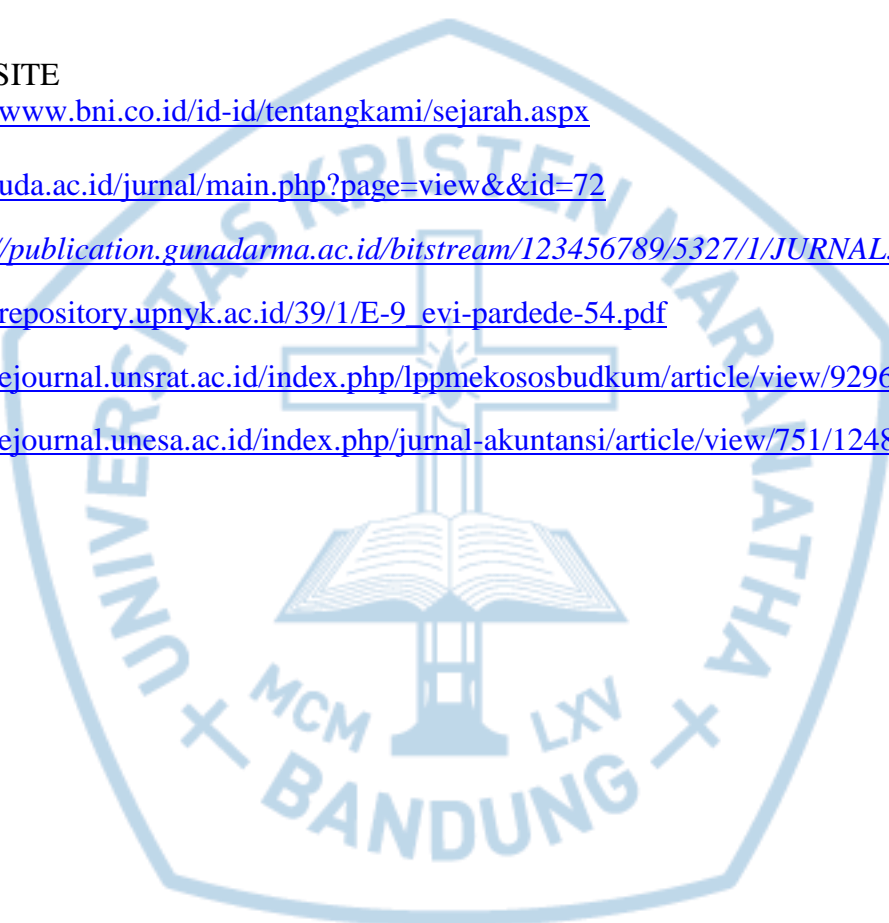 SITE
www.bni.co.id/id-id/tentangkami/sejarah.aspx
uda.ac.id/jurnal/main.php?page=view&&id=72
//publication.gunadarma.ac.id/bitstream/123456789/5327/1/JURNAL.
repository.upnyk.ac.id/39/1/E-9_evi-pardede-54.pdf
ejournal.unsrat.ac.id/index.php/lppmekososbudkum/article/view/9296
ejournal.unesa.ac.id/index.php/jurnal-akuntansi/article/view/751/1248
UNIVERSITAS KRISTEN MARANATHA
MCM LXV
BANDUNG